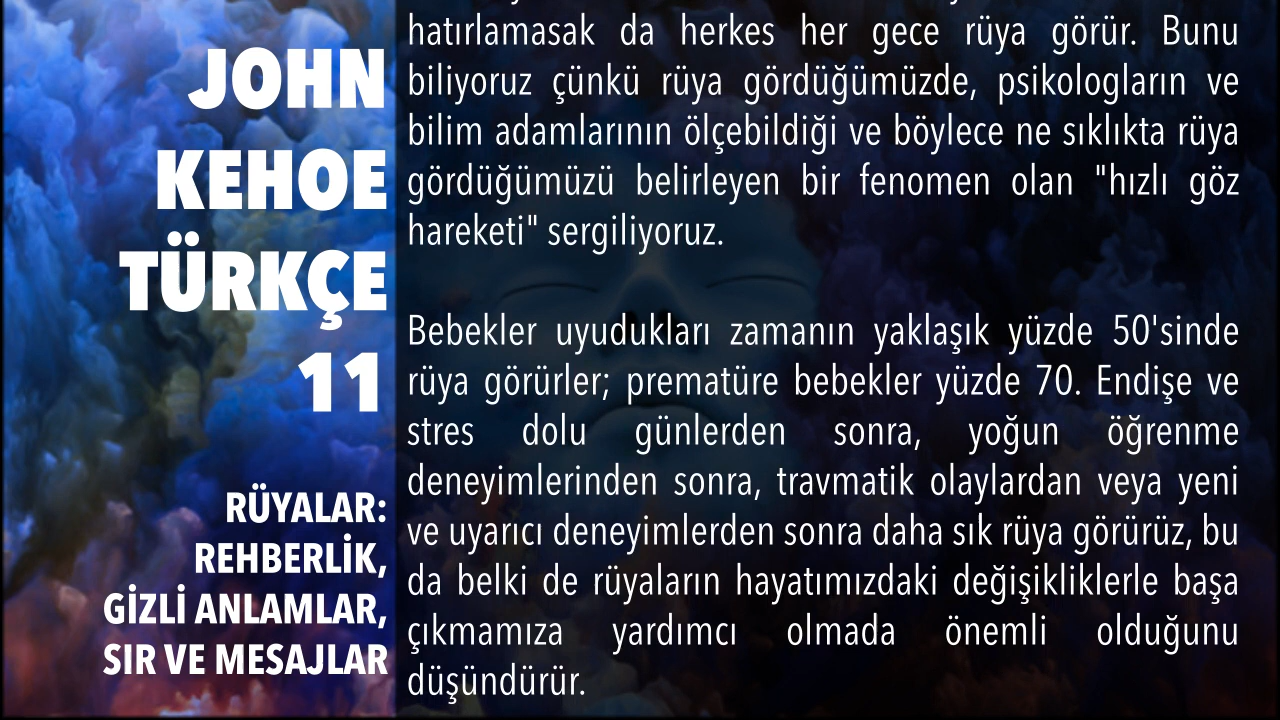 JOHN
KEHOE
TÜRKÇE
11
RÜYALAR:
REHBERLİK,
GİZLİ ANLAMLAR,
SIR VE MESAJLAR
hatırlamasak da herkes her gece rüya görür. Bunu
biliyoruz çünkü rüya gördüğümüzde, psikologların ve
bilim adamlarının ölçebildiği ve böylece ne sıklıkta rüya
gördüğümüzü belirleyen bir fenomen olan "hızlı göz
hareketi" sergiliyoruz.
Bebekler uyudukları zamanın yaklaşık yüzde 50'sinde
rüya görürler; prematüre bebekler yüzde 70. Endişe ve
stres dolu günlerden sonra, yoğun öğrenme
deneyimlerinden sonra, travmatik olaylardan veya yeni
ve uyarıcı deneyimlerden sonra daha sık rüya görürüz, bu
da belki de rüyaların hayatımızdaki değişikliklerle başa
çıkmamıza yardımcı olmada önemli olduğunu
düşündürür.